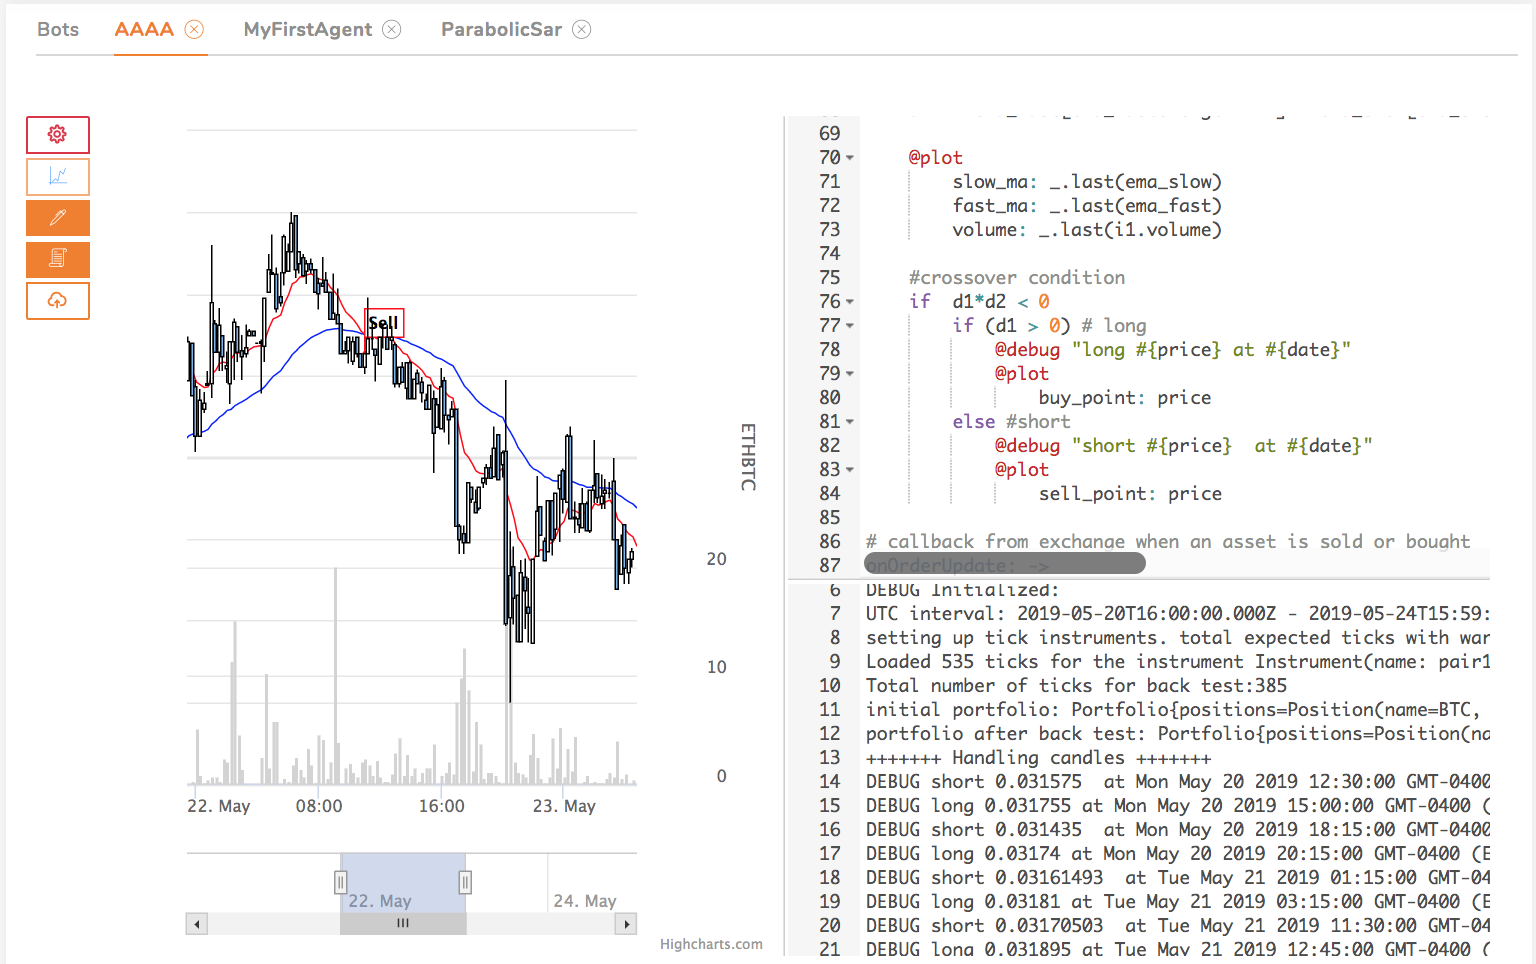 Bots AAAA MyFirstAgent ParabolicSar
Sell
ETHBTC
20
10
0
22. May 08:00 16:00 23. May
22. May 24. May
Highcharts.com
69
70 @plot
71 slow_ma: _.last(ema_slow)
72 fast_ma: _.last(ema_fast)
73 volume: _.last(i1.volume)
74
75 #crossover condition
76 if  d1*d2 < 0
77 if (d1 > 0) # long
78 @debug "long #{price} at #{date}"
79 @plot
80 buy_point: price
81 else #short
82 @debug "short #{price}  at #{date}"
83 @plot
84 sell_point: price
85
86 # callback from exchange when an asset is sold or bought
87 onOrderUpdate: ->
6 DEBUG Initialized:
7 UTC interval: 2019-05-20T16:00:00.000Z - 2019-05-24T15:59:
8 setting up tick instruments. total expected ticks with war
9 Loaded 535 ticks for the instrument Instrument(name: pair1
10 Total number of ticks for back test:385
11 initial portfolio: Portfolio{positions=Position(name=BTC,
12 portfolio after back test: Portfolio{positions=Position(na
13 +++++++ Handling candles +++++++
14 DEBUG short 0.031575  at Mon May 20 2019 12:30:00 GMT-0400
15 DEBUG long 0.031755 at Mon May 20 2019 15:00:00 GMT-0400 (
16 DEBUG short 0.031435  at Mon May 20 2019 18:15:00 GMT-0400
17 DEBUG long 0.03174 at Mon May 20 2019 20:15:00 GMT-0400 (E
18 DEBUG short 0.03161493  at Tue May 21 2019 01:15:00 GMT-04
19 DEBUG long 0.03181 at Tue May 21 2019 03:15:00 GMT-0400 (E
20 DEBUG short 0.03170503  at Tue May 21 2019 11:30:00 GMT-04
21 DEBUG long 0.031895 at Tue May 21 2019 12:45:00 GMT-0400 (